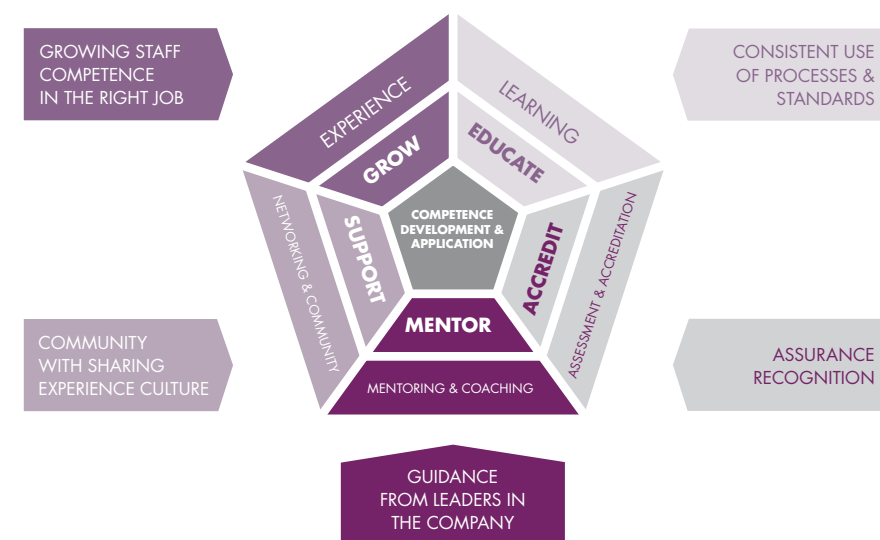 GROWING STAFF
COMPETENCE
IN THE RIGHT JOB
EXPERIENCE
GROW
LEARNING
EDUCATE
CONSISTENT USE
OF PROCESSES &
STANDARDS
NETWORKING & COMMUNITY
SUPPORT
COMPETENCE
DEVELOPMENT &
APPLICATION
ACCREDIT
ASSESSMENT & ACCREDITATION
MENTOR
MENTORING & COACHING
COMMUNITY
WITH SHARING
EXPERIENCE CULTURE
ASSURANCE
RECOGNITION
GUIDANCE
FROM LEADERS IN
THE COMPANY